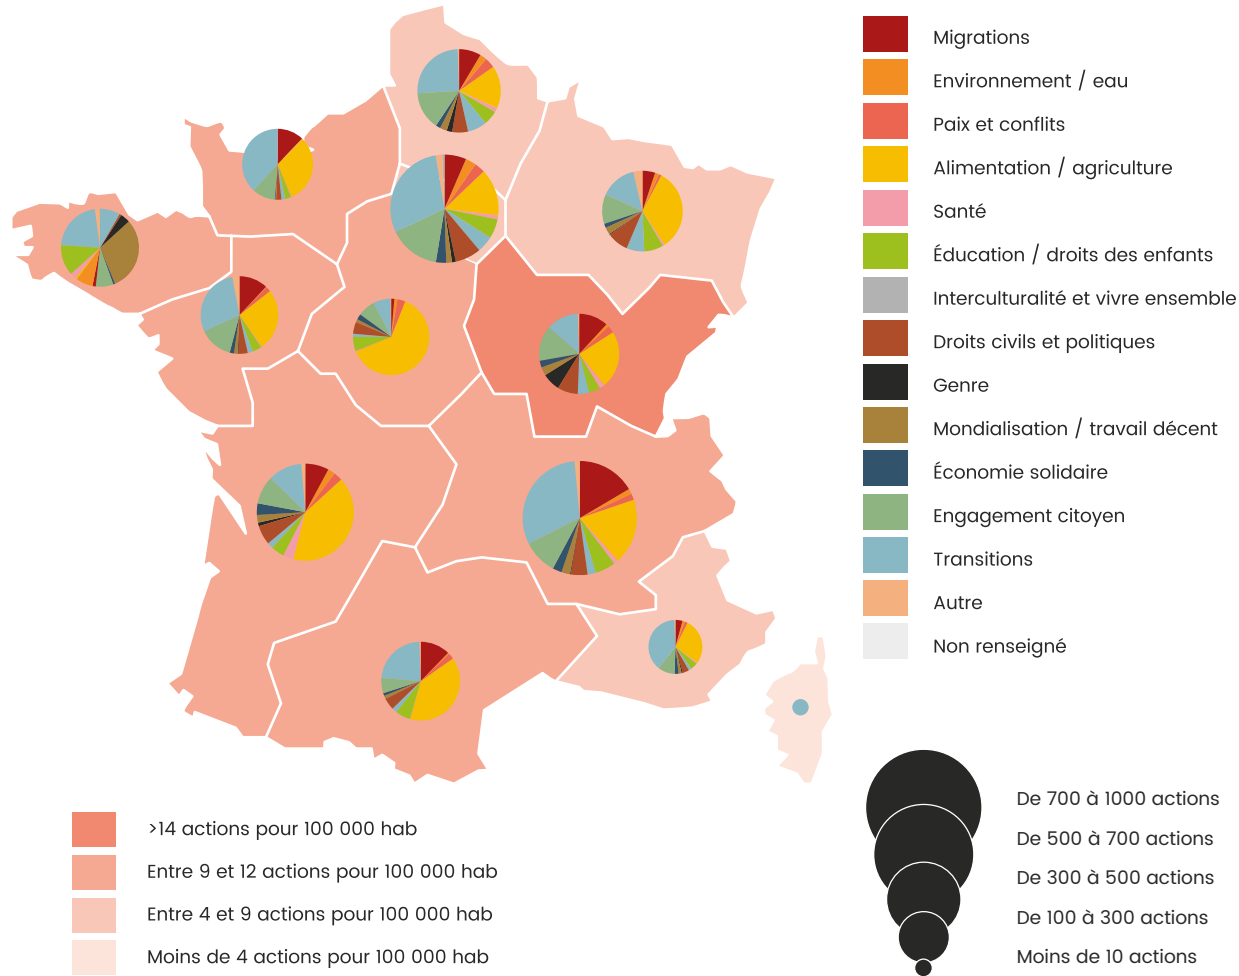 Migrations
Environnement / eau
Paix et conflits
Alimentation / agriculture
Santé
Éducation / droits des enfants
Interculturalité et vivre ensemble
Droits civils et politiques
Genre
Mondialisation / travail décent
Économie solidaire
Engagement citoyen
Transitions
Autre
Non renseigné
>14 actions pour 100 000 hab
Entre 9 et 12 actions pour 100 000 hab
Entre 4 et 9 actions pour 100 000 hab
Moins de 4 actions pour 100 000 hab
De 700 à 1000 actions
De 500 à 700 actions
De 300 à 500 actions
De 100 à 300 actions
Moins de 10 actions